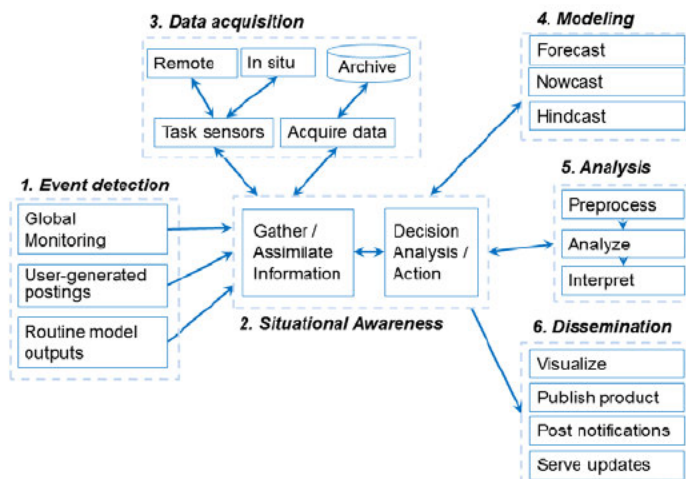 3. Data acquisition
Remote
In situ
Archive
Task sensors
Acquire data
4. Modeling
Forecast
Nowcast
Hindcast
1. Event detection
Global
Monitoring
User-generated
postings
Routine model
outputs
Gather /
Assimilate
Information
Decision
Analysis /
Action
2. Situational Awareness
5. Analysis
Preprocess
Analyze
Interpret
6. Dissemination
Visualize
Publish product
Post notifications
Serve updates